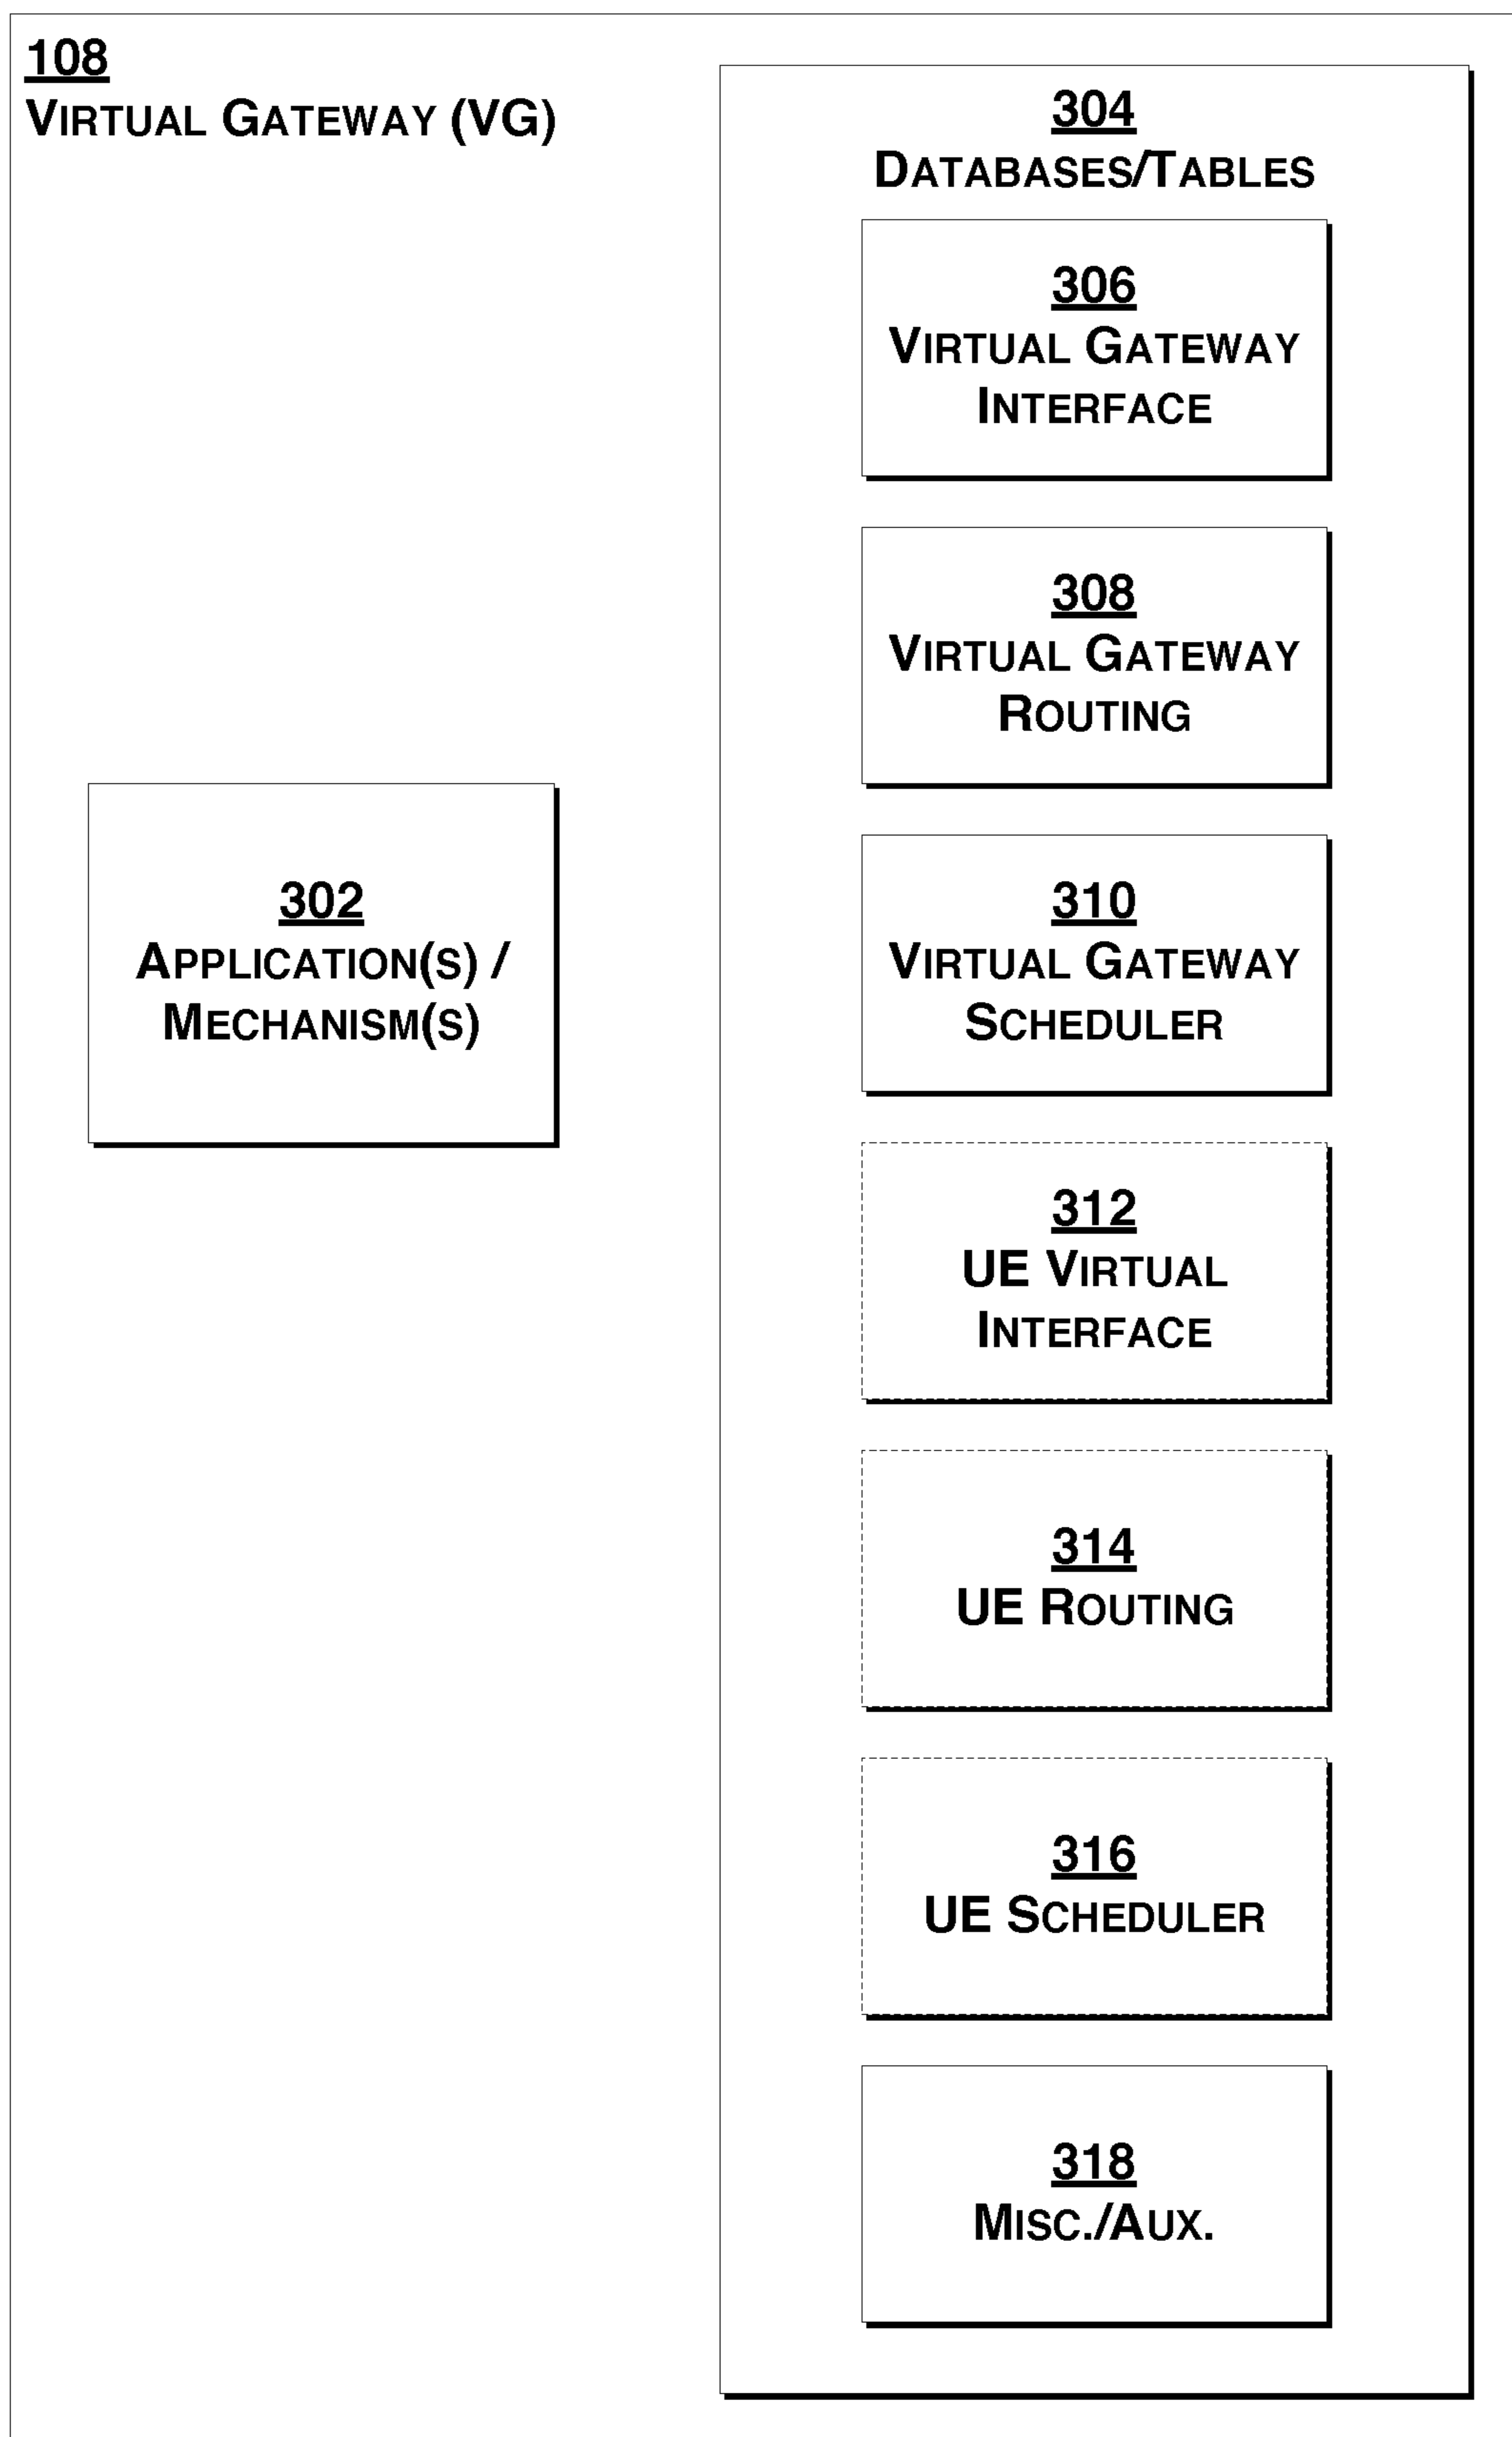 108
VIRTUAL GATEWAY (VG)
304
DATABASES/TABLES
306
VIRTUAL GATEWAY
INTERFACE
308
VIRTUAL GATEWAY
ROUTING
302
APPLICATION(S) /
MECHANISM(S)
310
VIRTUAL GATEWAY
SCHEDULER
312
UE VIRTUAL
INTERFACE
314
UE ROUTING
316
UE SCHEDULER
318
MISC./AUX.